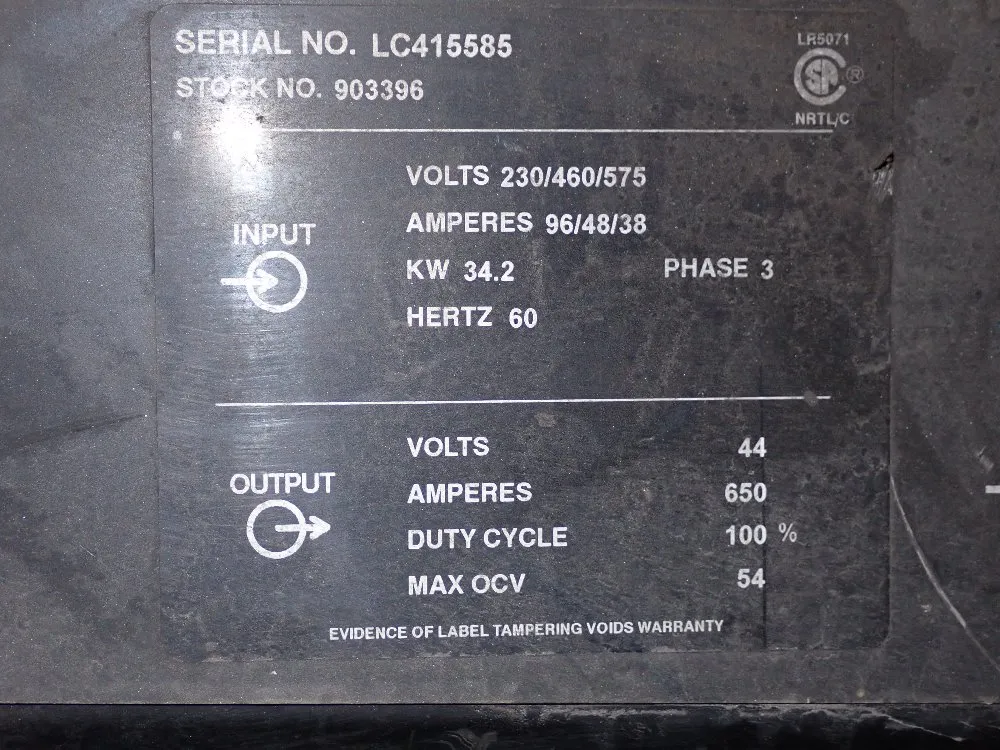 SERIAL NO. LC415585
STOCK NO. 903396
LR5071
SA ®
NRTL/C
VOLTS 230/460/575
INPUT
AMPERES 96/48/38
KW 34.2 PHASE 3
HERTZ 60
VOLTS 44
OUTPUT
AMPERES 650
DUTY CYCLE 100 %
MAX OCV 54
EVIDENCE OF LABEL TAMPERING VOIDS WARRANTY